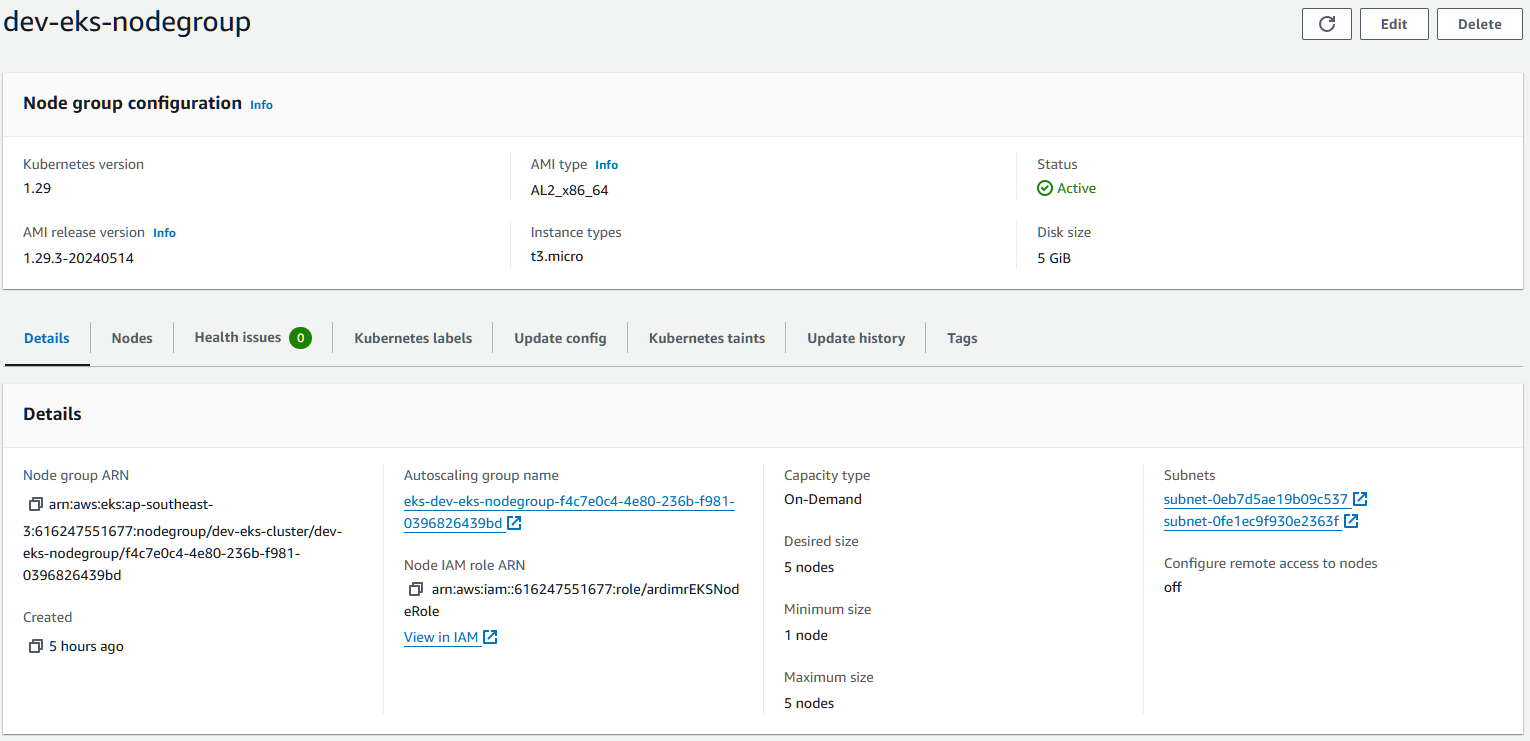 dev-eks-nodegroup
Edit
Delete
Node group configuration Info
Kubernetes version
1.29
AMI type Info
AL2_x86_64
Status
Active
AMI release version Info
1.29.3-20240514
Instance types
t3.micro
Disk size
5 GiB
Details
Nodes
Health issues 0
Kubernetes labels
Update config
Kubernetes taints
Update history
Tags
Details
Node group ARN
arn:aws:eks:ap-southeast-
3:616247551677:nodegroup/dev-eks-cluster/dev-
eks-nodegroup/f4c7e0c4-4e80-236b-f981-
0396826439bd
Created
5 hours ago
Autoscaling group name
eks-dev-eks-nodegroup-f4c7e0c4-4e80-236b-f981-
0396826439bd
Node IAM role ARN
arn:aws:iam::616247551677:role/ardimrEKSNod
eRole
View in IAM
Capacity type
On-Demand
Desired size
5 nodes
Minimum size
1 node
Maximum size
5 nodes
Subnets
subnet-0eb7d5ae19b09c537
subnet-0fe1ec9f930e2363f
Configure remote access to nodes
off